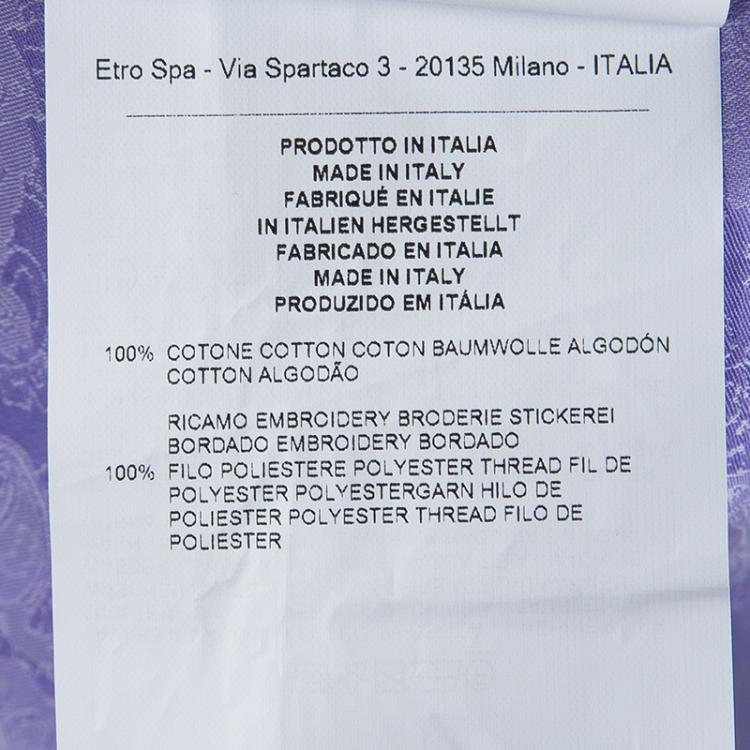 Etro Spa - Via Spartaco 3 - 20135 Milano - ITALIA
PRODOTTO IN ITALIA
MADE IN ITALY
FABRIQUÉ EN ITALIE
IN ITALIEN HERGESTELLT
FABRICADO EN ITALIA
MADE IN ITALY
PRODUZIDO EM ITÁLIA
100% COTONE COTTON COTON BAUMWOLLE ALGODÓN
COTTON ALGODÃO
RICAMO EMBROIDERY BRODERIE STICKEREI
BORDADO EMBROIDERY BORDADO
100% FILO POLIESTERE POLYESTER THREAD FIL DE
POLYESTER POLYESTERGARN HILO DE
POLIESTER POLYESTER THREAD FILO DE
POLIESTER